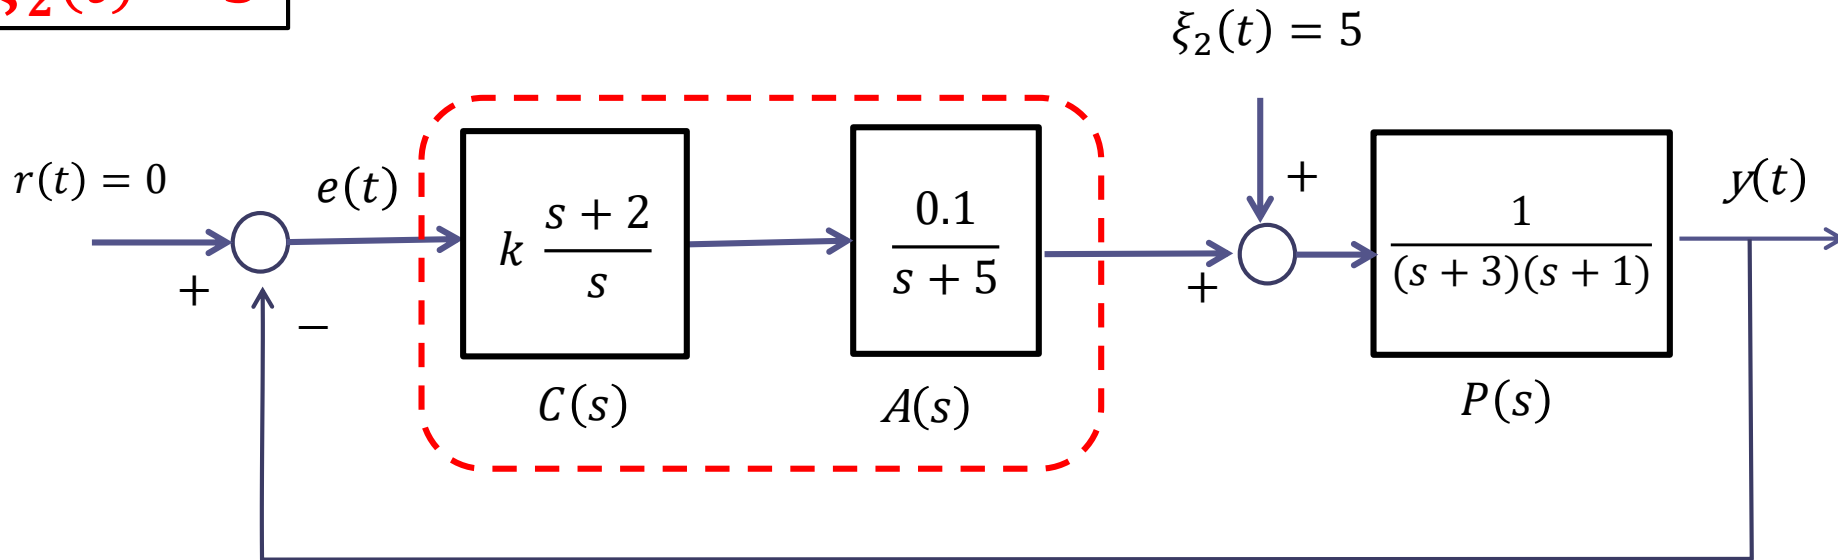 ξ₂(t) = 5
r(t) = 0
e(t)
k (s + 2)/s
0.1/(s + 5)
1/((s + 3)(s + 1))
y(t)
+
−
+
+
C(s)
A(s)
P(s)